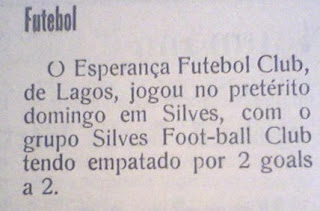 Futebol
O Esperança Futebol Club,
de Lagos, jogou no pretérito
domingo em Silves, com o
grupo Silves Foot-ball Club
tendo empatado por 2 goals
a 2.